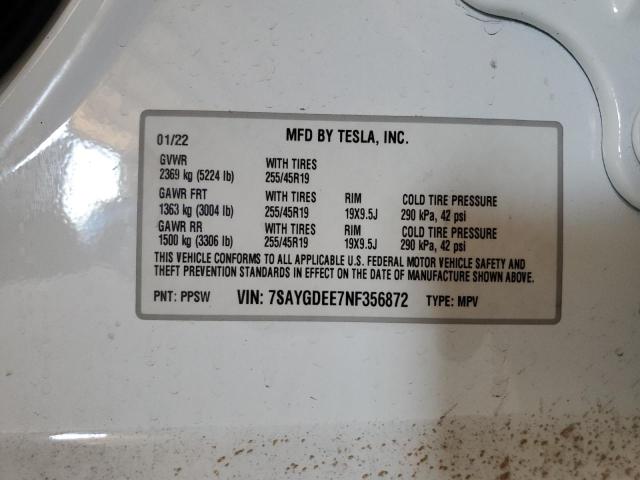 01/22 MFD BY TESLA, INC.
GVWR WITH TIRES
2369 kg (5224 lb) 255/45R19
GAWR FRT WITH TIRES RIM COLD TIRE PRESSURE
1363 kg (3004 lb) 255/45R19 19X9.5J 290 kPa, 42 psi
GAWR RR WITH TIRES RIM COLD TIRE PRESSURE
1500 kg (3306 lb) 255/45R19 19X9.5J 290 kPa, 42 psi
THIS VEHICLE CONFORMS TO ALL APPLICABLE U.S. FEDERAL MOTOR VEHICLE SAFETY AND
THEFT PREVENTION STANDARDS IN EFFECT ON THE DATE OF MANUFACTURE SHOWN ABOVE.
PNT: PPSW VIN: 7SAYGDEE7NF356872 TYPE: MPV